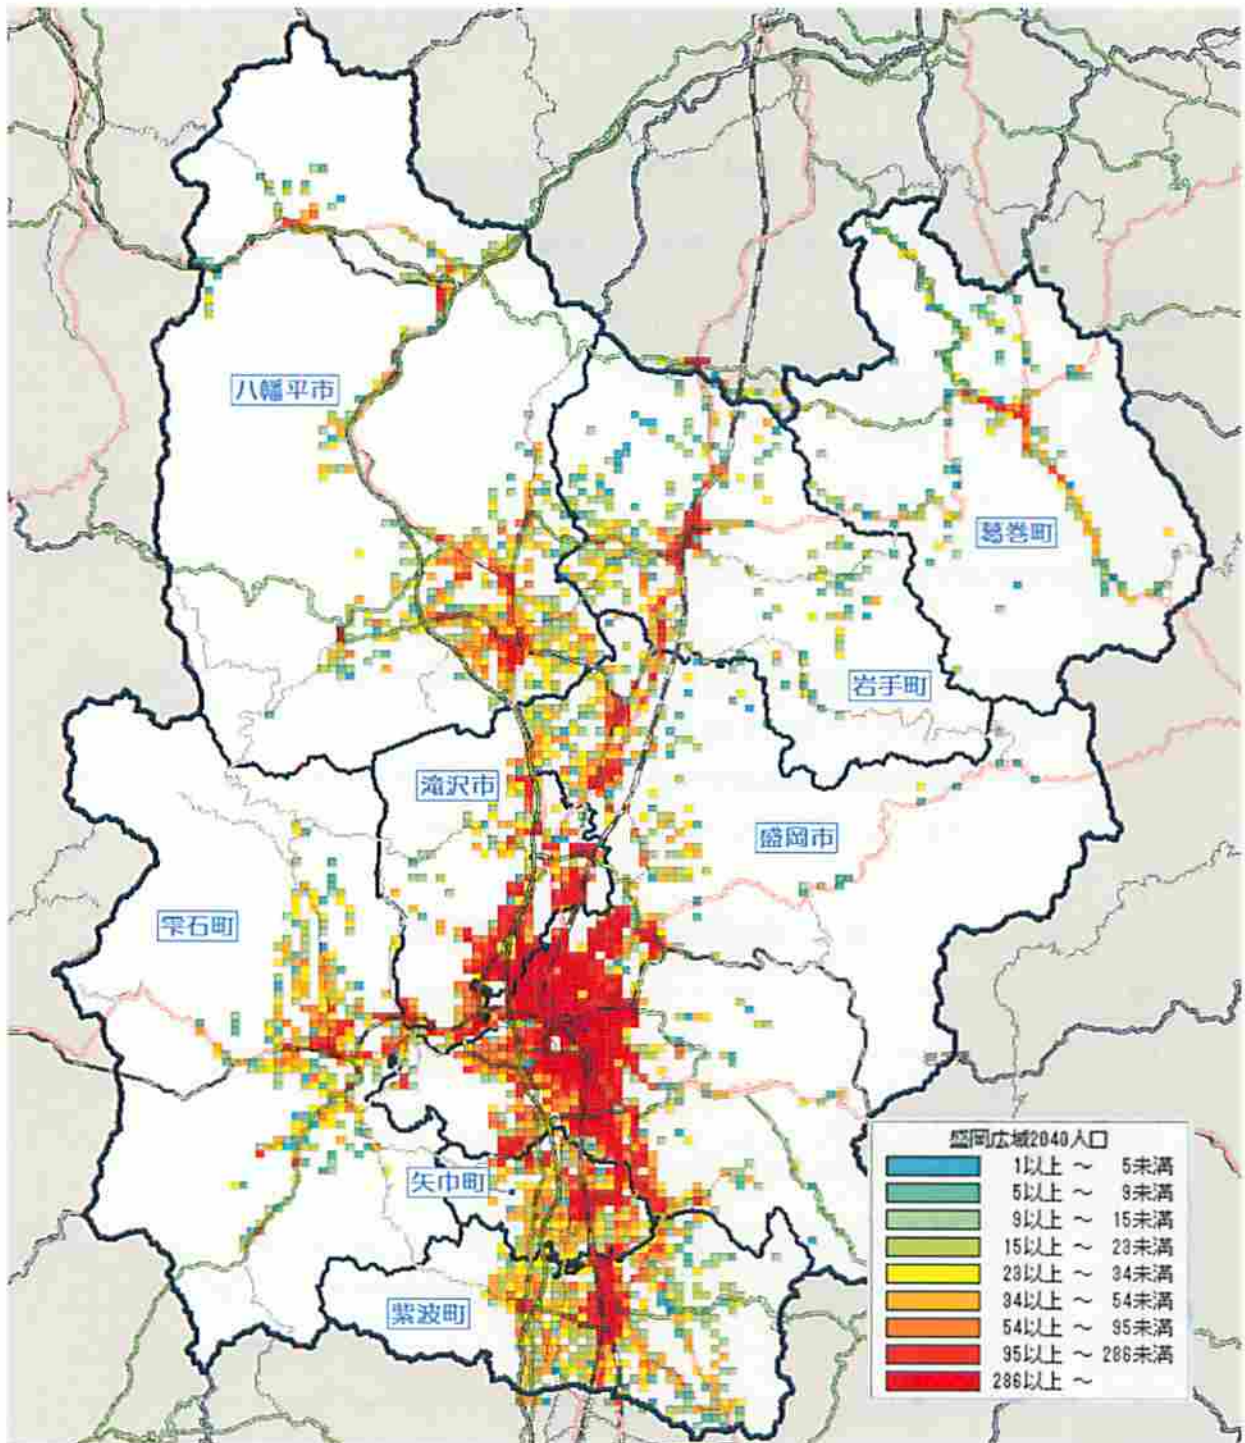 八幡平市
葛巻町
岩手町
滝沢市
盛岡市
雫石町
矢巾町
紫波町
盛岡広域2040人口
1以上 ~ 5未満
5以上 ~ 9未満
9以上 ~ 15未満
15以上 ~ 23未満
23以上 ~ 34未満
34以上 ~ 54未満
54以上 ~ 95未満
95以上 ~ 286未満
286以上 ~